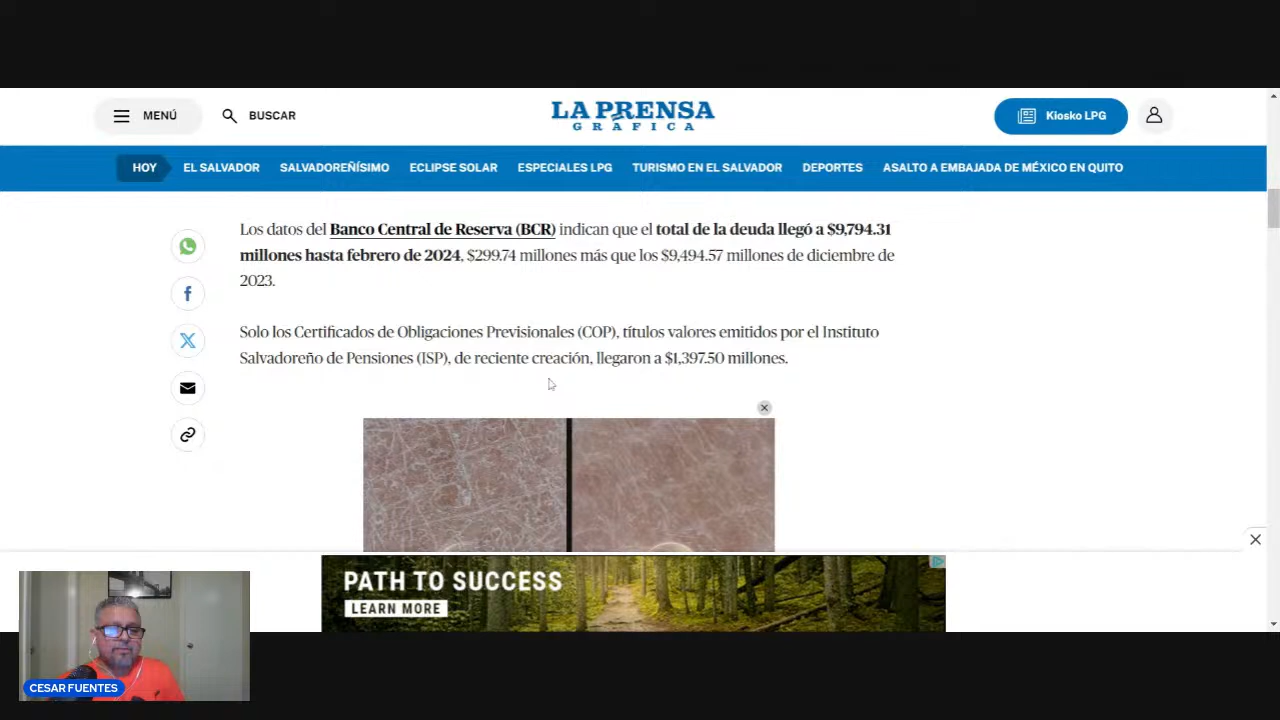 MENÚ
BUSCAR
LA PRENSA
GRAFICA
Kiosko LPG
HOY
EL SALVADOR
SALVADOREÑÍSIMO
ECLIPSE SOLAR
ESPECIALES LPG
TURISMO EN EL SALVADOR
DEPORTES
ASALTO A EMBAJADA DE MÉXICO EN QUITO
Los datos del Banco Central de Reserva (BCR) indican que el total de la deuda llegó a $9,794.31
millones hasta febrero de 2024, $299.74 millones más que los $9,494.57 millones de diciembre de
2023.
Solo los Certificados de Obligaciones Previsionales (COP), títulos valores emitidos por el Instituto
Salvadoreño de Pensiones (ISP), de reciente creación, llegaron a $1,397.50 millones.
PATH TO SUCCESS
LEARN MORE
CESAR FUENTES